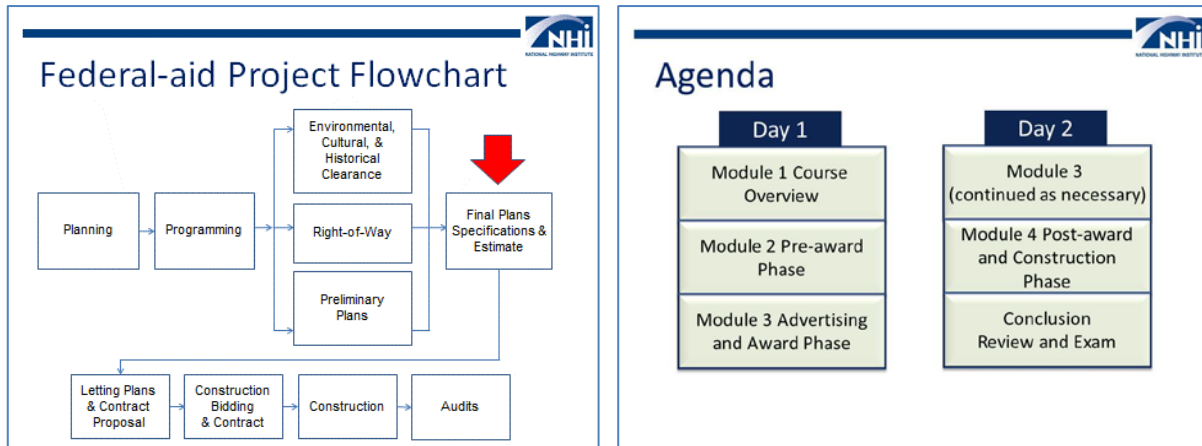 NHi
NATIONAL HIGHWAY INSTITUTE
Federal-aid Project Flowchart
Environmental,
Cultural, &
Historical
Clearance
Planning
Programming
Right-of-Way
Final Plans
Specifications &
Estimate
Preliminary
Plans
Letting Plans
& Contract
Proposal
Construction
Bidding
& Contract
Construction
Audits
NHi
NATIONAL HIGHWAY INSTITUTE
Agenda
Day 1
Module 1 Course
Overview
Module 2 Pre-award
Phase
Module 3 Advertising
and Award Phase
Day 2
Module 3
(continued as necessary)
Module 4 Post-award
and Construction
Phase
Conclusion
Review and Exam